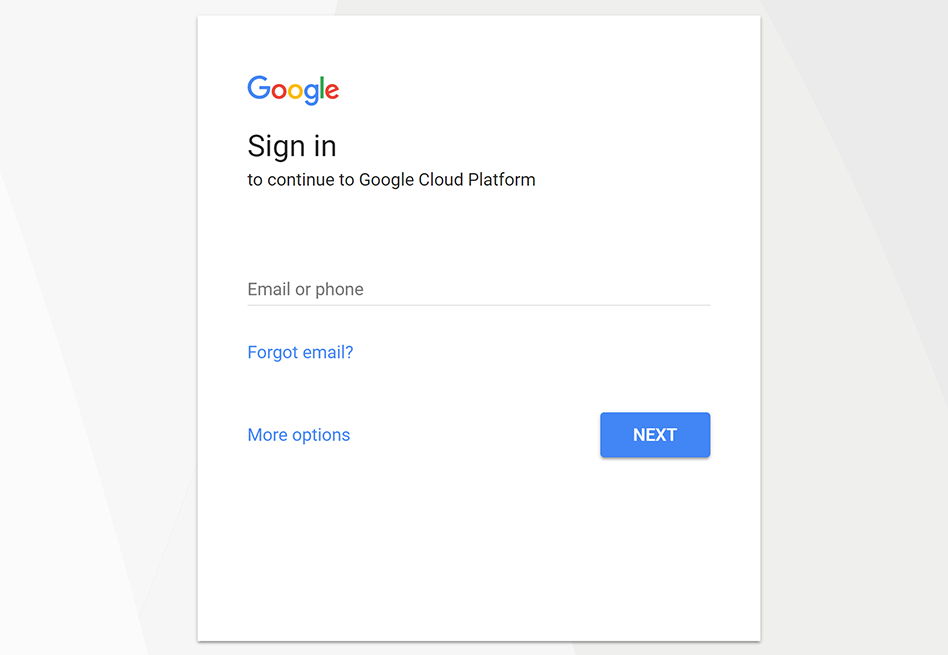 Google
Sign in
to continue to Google Cloud Platform
Email or phone
Forgot email?
More options
NEXT